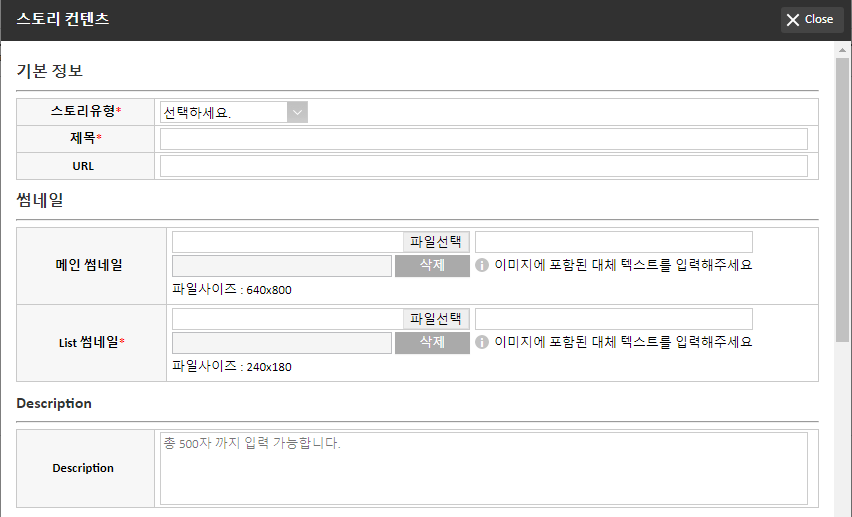 스토리 컨텐츠
Close
기본 정보
스토리유형* 선택하세요.
제목*
URL
썸네일
메인 썸네일
파일선택
삭제 이미지에 포함된 대체 텍스트를 입력해주세요
파일사이즈 : 640x800
List 썸네일*
파일선택
삭제 이미지에 포함된 대체 텍스트를 입력해주세요
파일사이즈 : 240x180
Description
Description
총 500자 까지 입력 가능합니다.